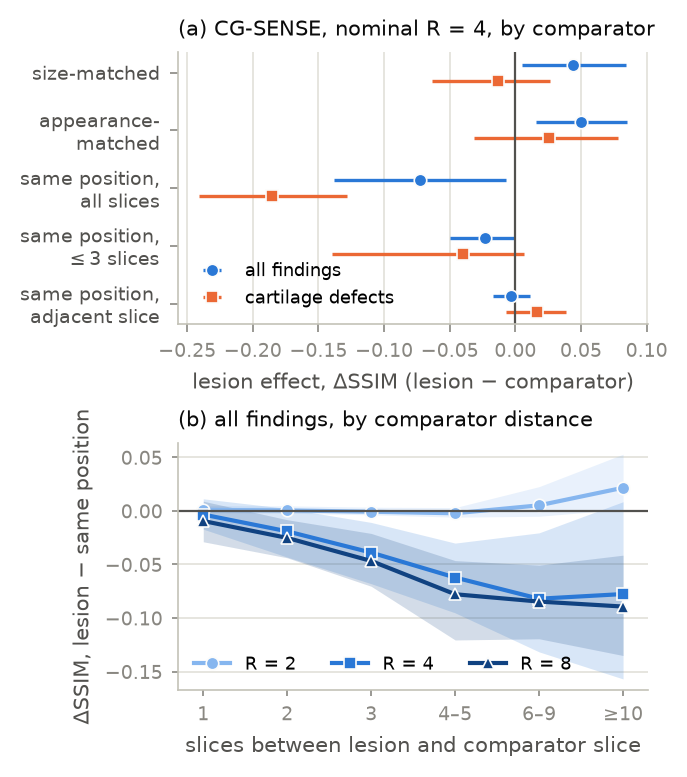 (a) CG-SENSE, nominal R = 4, by comparator
size-matched
appearance-
matched
same position,
all slices
same position,
≤ 3 slices
same position,
adjacent slice
all findings
cartilage defects
−0.25 −0.20 −0.15 −0.10 −0.05 0.00 0.05 0.10
lesion effect, ΔSSIM (lesion − comparator)
(b) all findings, by comparator distance
ΔSSIM, lesion − same position
0.05
0.00
−0.05
−0.10
−0.15
R = 2 R = 4 R = 8
1 2 3 4–5 6–9 ≥10
slices between lesion and comparator slice